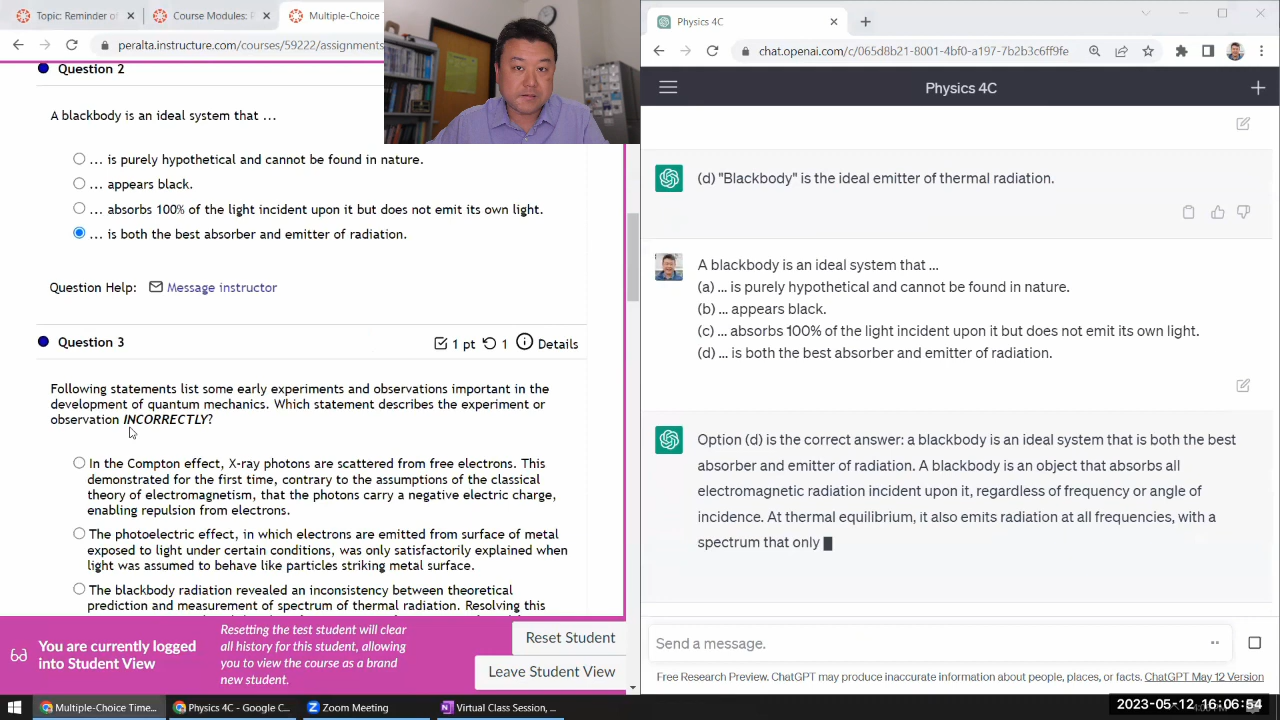 Topic: Reminder of
Course Modules: P
Multiple-Choice
peralta.instructure.com/courses/59222/assignments
Question 2
A blackbody is an ideal system that ...
... is purely hypothetical and cannot be found in nature.
... appears black.
... absorbs 100% of the light incident upon it but does not emit its own light.
... is both the best absorber and emitter of radiation.
Question Help: Message instructor
Question 3
1 pt 1 Details
Following statements list some early experiments and observations important in the
development of quantum mechanics. Which statement describes the experiment or
observation INCORRECTLY?
In the Compton effect, X-ray photons are scattered from free electrons. This
demonstrated for the first time, contrary to the assumptions of the classical
theory of electromagnetism, that the photons carry a negative electric charge,
enabling repulsion from electrons.
The photoelectric effect, in which electrons are emitted from surface of metal
exposed to light under certain conditions, was only satisfactorily explained when
light was assumed to behave like particles striking metal surface.
The blackbody radiation revealed an inconsistency between theoretical
prediction and measurement of spectrum of thermal radiation. Resolving this
You are currently logged
into Student View
Resetting the test student will clear
all history for this student, allowing
you to view the course as a brand
new student.
Reset Student
Leave Student View
Physics 4C
chat.openai.com/c/065d8b21-8001-4bf0-a197-7b2b3c6ff9fe
Physics 4C
(d) "Blackbody" is the ideal emitter of thermal radiation.
A blackbody is an ideal system that ...
(a) ... is purely hypothetical and cannot be found in nature.
(b) ... appears black.
(c) ... absorbs 100% of the light incident upon it but does not emit its own light.
(d) ... is both the best absorber and emitter of radiation.
Option (d) is the correct answer: a blackbody is an ideal system that is both the best
absorber and emitter of radiation. A blackbody is an object that absorbs all
electromagnetic radiation incident upon it, regardless of frequency or angle of
incidence. At thermal equilibrium, it also emits radiation at all frequencies, with a
spectrum that only
Send a message.
Free Research Preview. ChatGPT may produce inaccurate information about people, places, or facts. ChatGPT May 12 Version
Multiple-Choice Time...
Physics 4C - Google C...
Zoom Meeting
Virtual Class Session, ...
2023-05-12 16:06:54